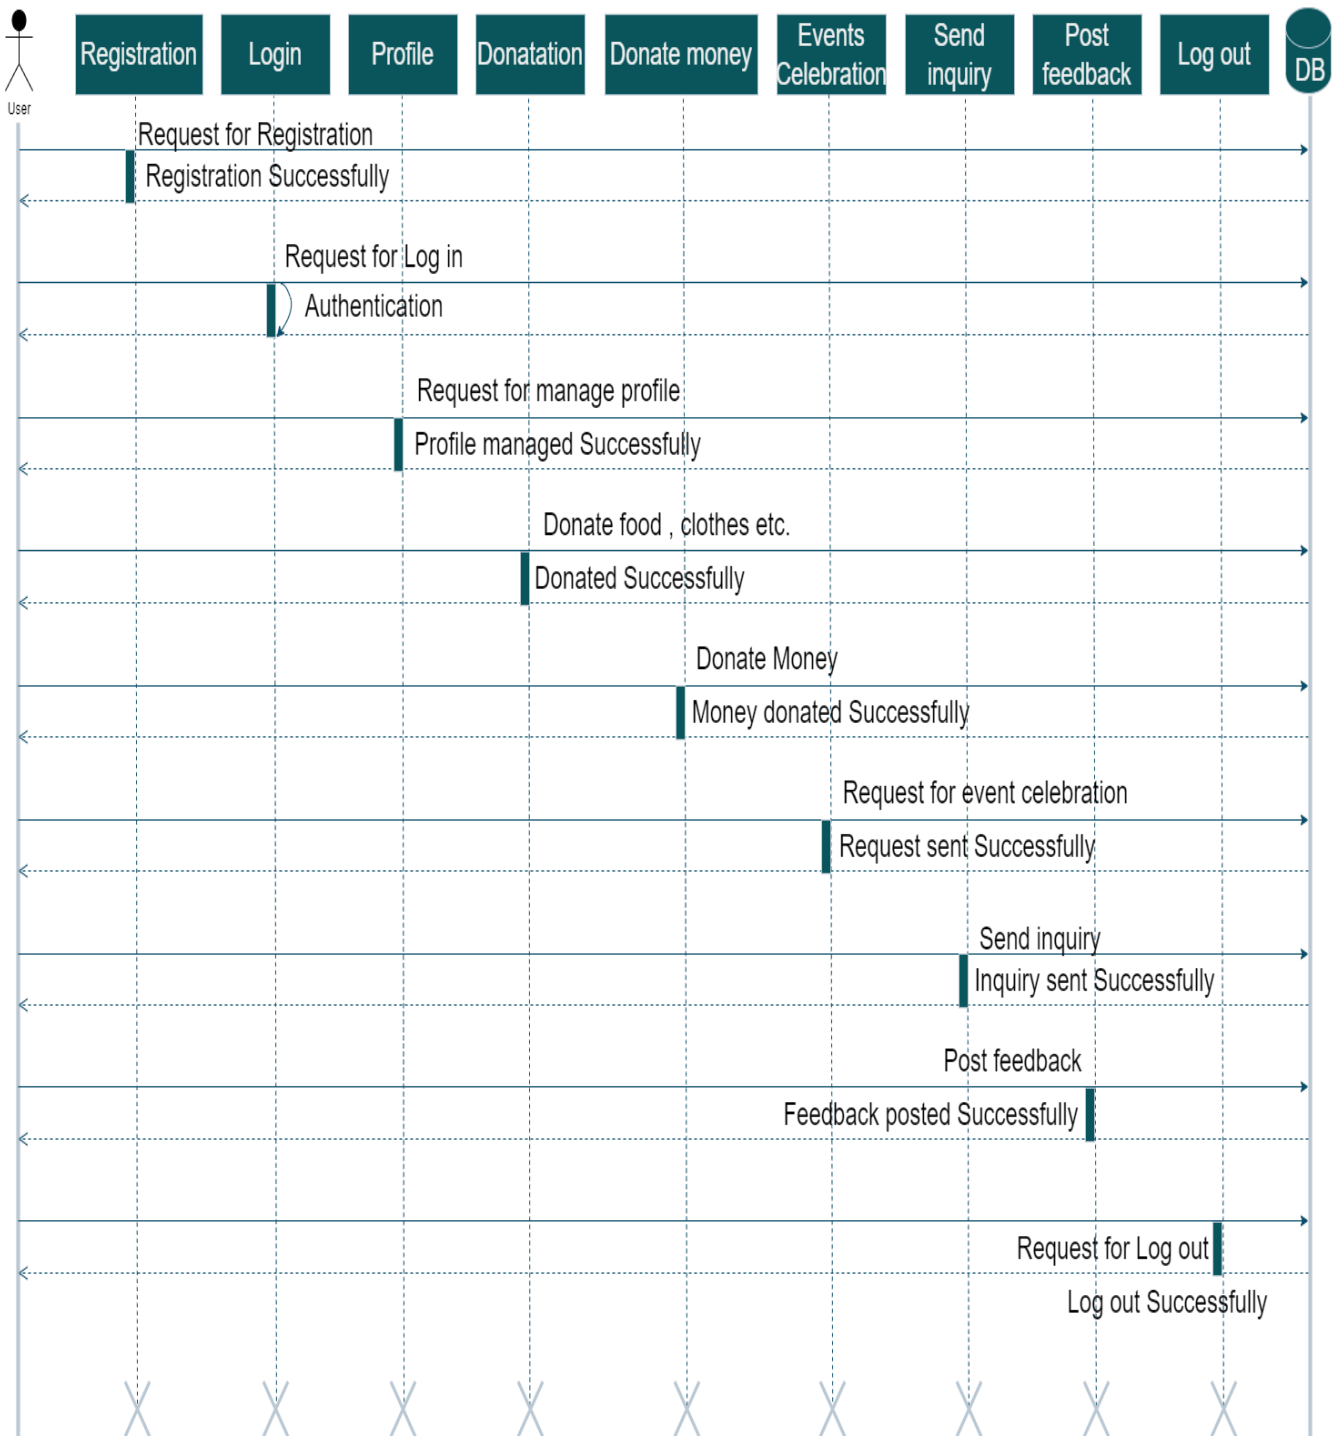 User
Registration
Login
Profile
Donatation
Donate money
Events
Celebration
Send
inquiry
Post
feedback
Log out
DB
Request for Registration
Registration Successfully
Request for Log in
Authentication
Request for manage profile
Profile managed Successfully
Donate food , clothes etc.
Donated Successfully
Donate Money
Money donated Successfully
Request for event celebration
Request sent Successfully
Send inquiry
Inquiry sent Successfully
Post feedback
Feedback posted Successfully
Request for Log out
Log out Successfully